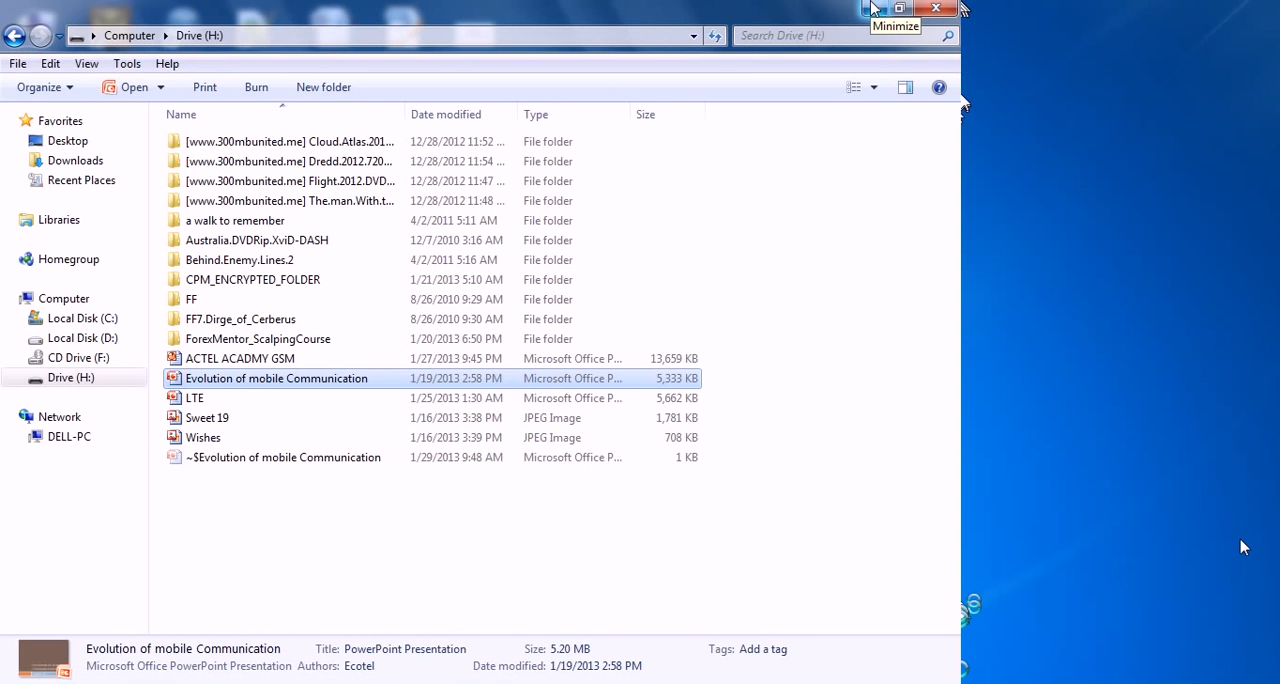 Minimize
Computer Drive (H:) Search Drive (H:)
File Edit View Tools Help
Organize Open Print Burn New folder
Name Date modified Type Size
Favorites
Desktop
Downloads
Recent Places
Libraries
Homegroup
Computer
Local Disk (C:)
Local Disk (D:)
CD Drive (F:)
Drive (H:)
Network
DELL-PC
[www.300mbunited.me] Cloud.Atlas.201... 12/28/2012 11:52 ... File folder
[www.300mbunited.me] Dredd.2012.720... 12/28/2012 11:54 ... File folder
[www.300mbunited.me] Flight.2012.DVD... 12/28/2012 11:47 ... File folder
[www.300mbunited.me] The.man.With.t... 12/28/2012 11:48 ... File folder
a walk to remember 4/2/2011 5:11 AM File folder
Australia.DVDRip.XviD-DASH 12/7/2010 3:16 AM File folder
Behind.Enemy.Lines.2 4/2/2011 5:16 AM File folder
CPM_ENCRYPTED_FOLDER 1/21/2013 5:10 AM File folder
FF 8/26/2010 9:29 AM File folder
FF7.Dirge_of_Cerberus 8/26/2010 9:30 AM File folder
ForexMentor_ScalpingCourse 1/20/2013 6:50 PM File folder
ACTEL ACADMY GSM 1/27/2013 9:45 PM Microsoft Office P... 13,659 KB
Evolution of mobile Communication 1/19/2013 2:58 PM Microsoft Office P... 5,333 KB
LTE 1/25/2013 1:30 AM Microsoft Office P... 5,662 KB
Sweet 19 1/16/2013 3:38 PM JPEG Image 1,781 KB
Wishes 1/16/2013 3:39 PM JPEG Image 708 KB
~$Evolution of mobile Communication 1/29/2013 9:48 AM Microsoft Office P... 1 KB
Evolution of mobile Communication Title: PowerPoint Presentation Size: 5.20 MB Tags: Add a tag
Microsoft Office PowerPoint Presentation Authors: Ecotel Date modified: 1/19/2013 2:58 PM